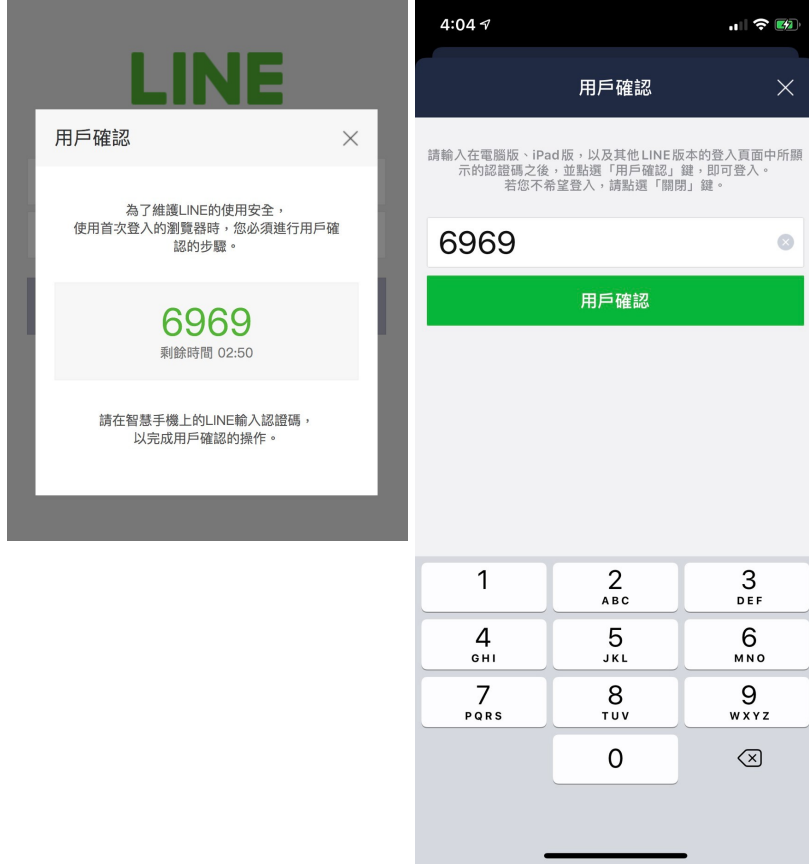 LINE
用戶確認
為了維護LINE的使用安全，
使用首次登入的瀏覽器時，您必須進行用戶確
認的步驟。
6969
剩餘時間 02:50
請在智慧手機上的LINE輸入認證碼，
以完成用戶確認的操作。
4:04
用戶確認
請輸入在電腦版、iPad版，以及其他LINE版本的登入頁面中所顯
示的認證碼之後，並點選「用戶確認」鍵，即可登入。
若您不希望登入，請點選「關閉」鍵。
6969
用戶確認
1 2 3
ABC DEF
4 5 6
GHI JKL MNO
7 8 9
PQRS TUV WXYZ
0